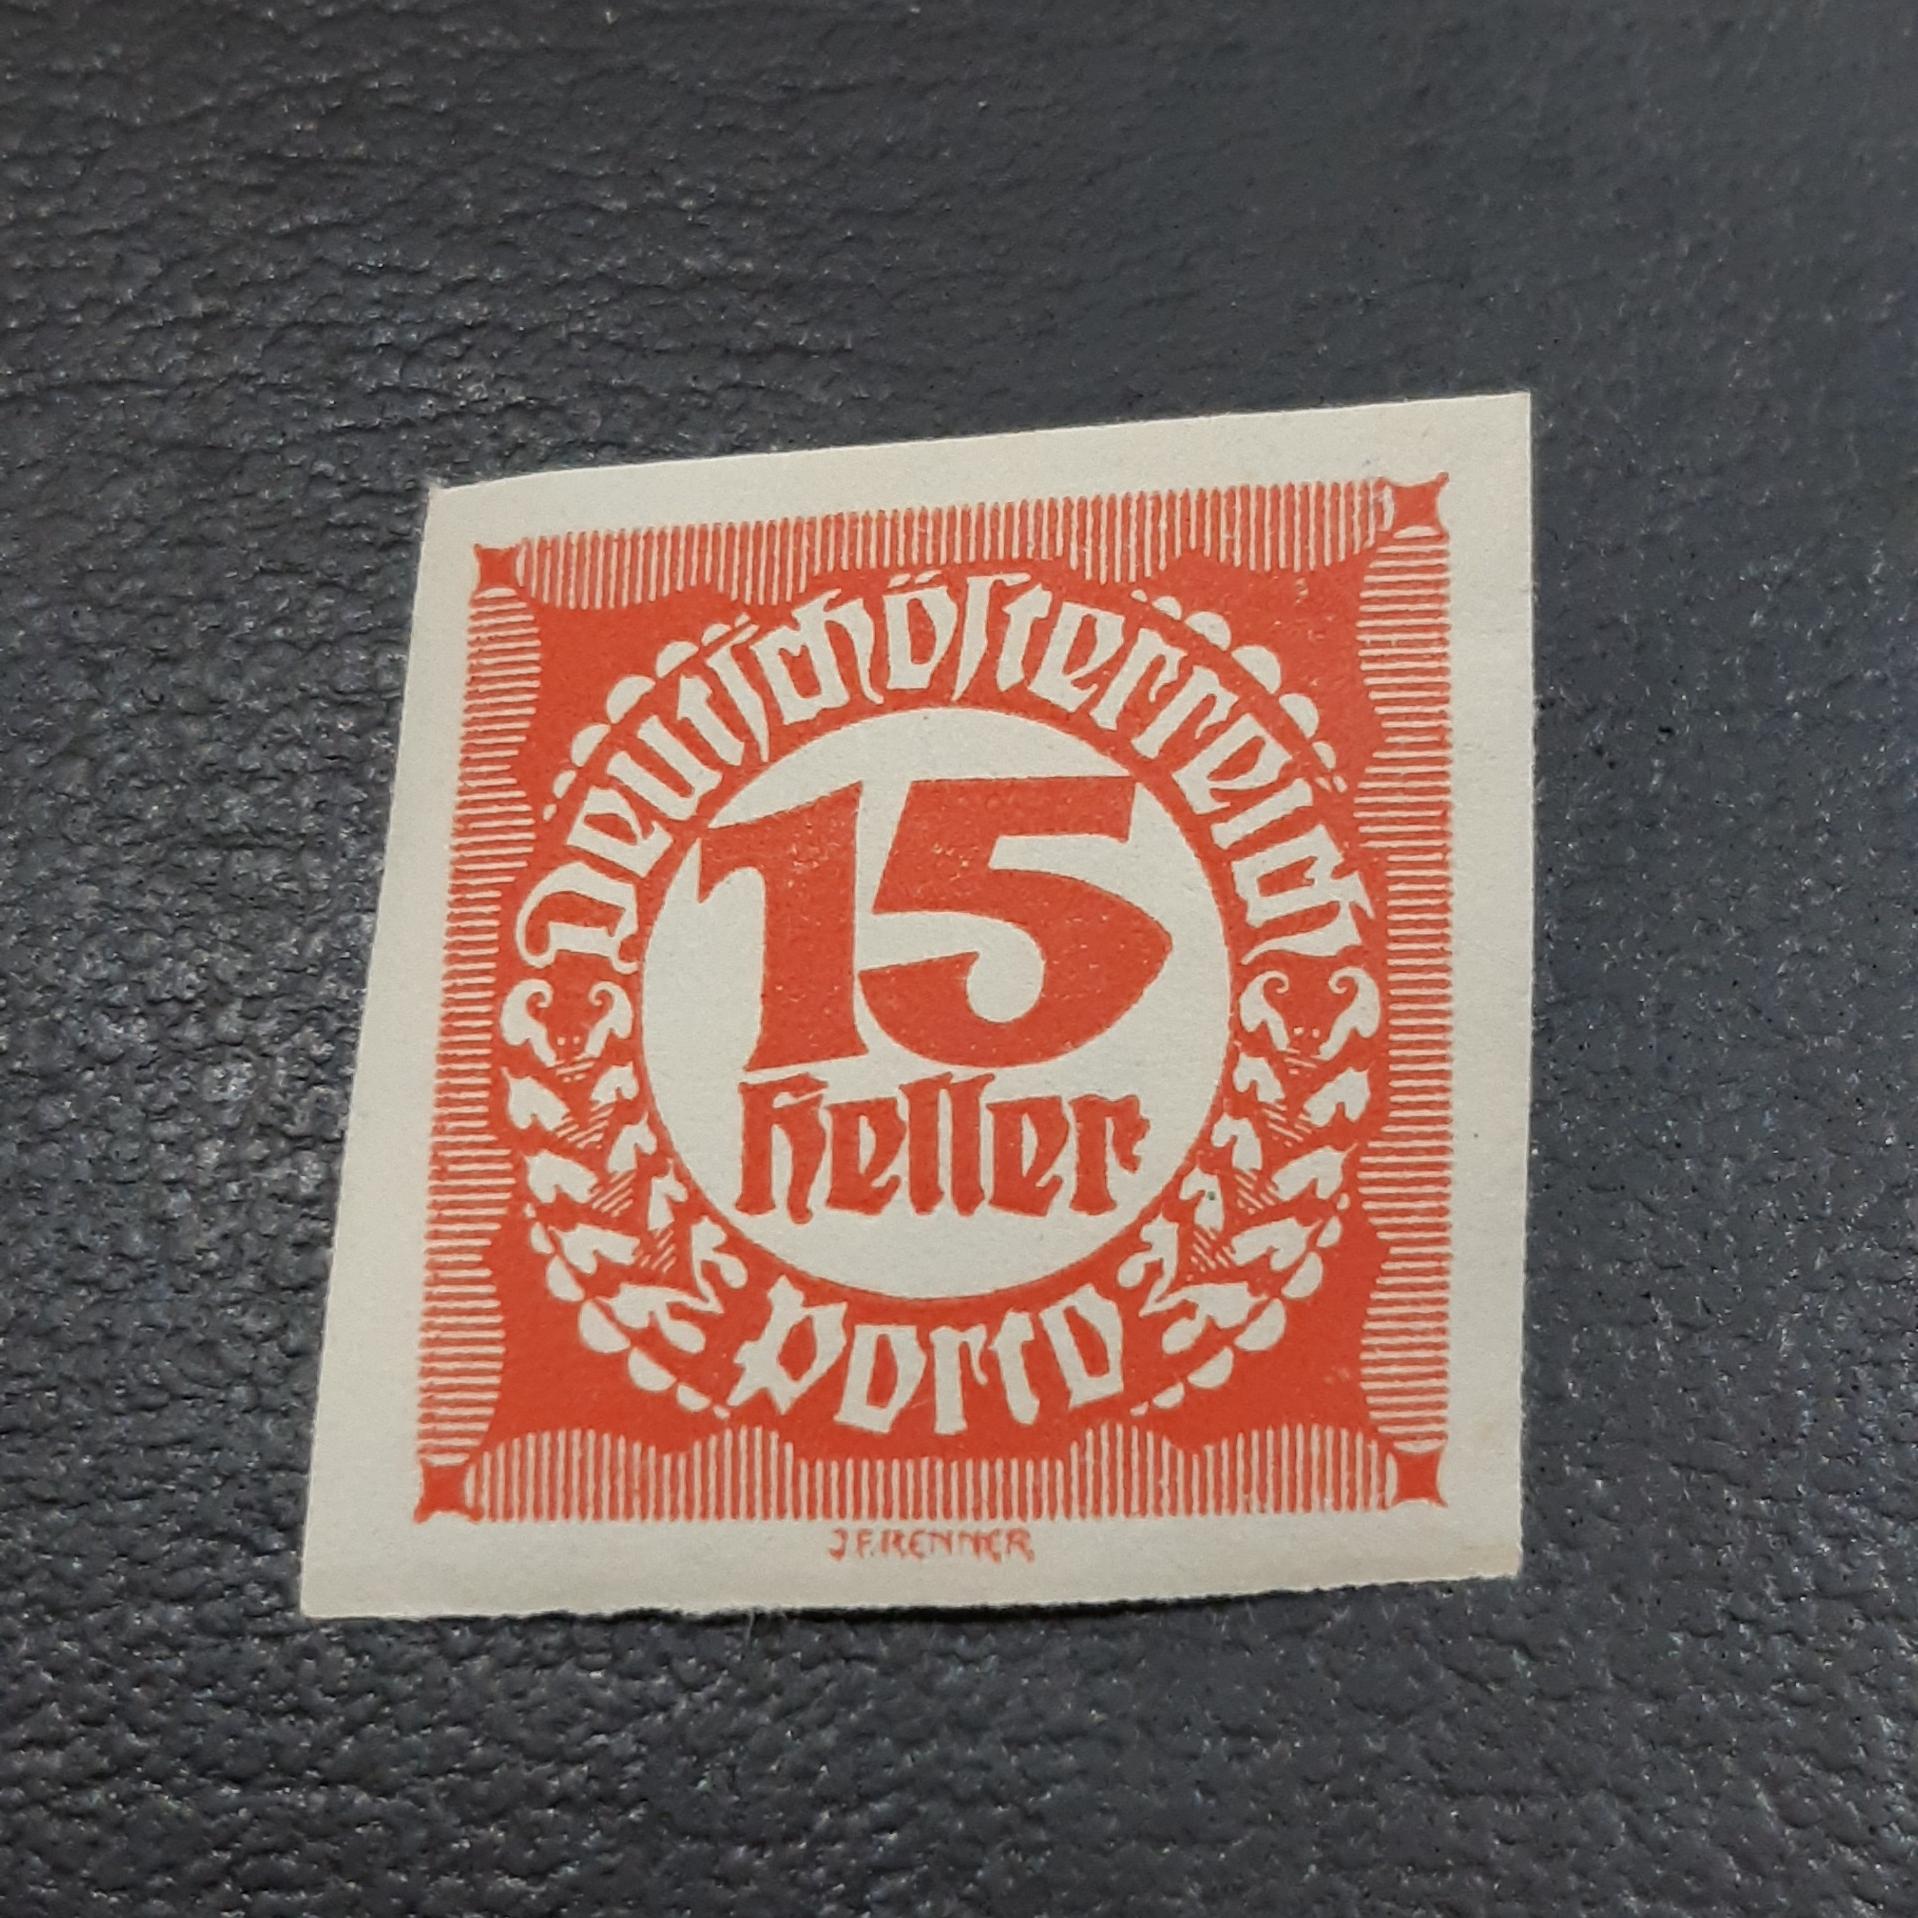 Deutschösterreich
15
heller
porto
J.F.RENNER